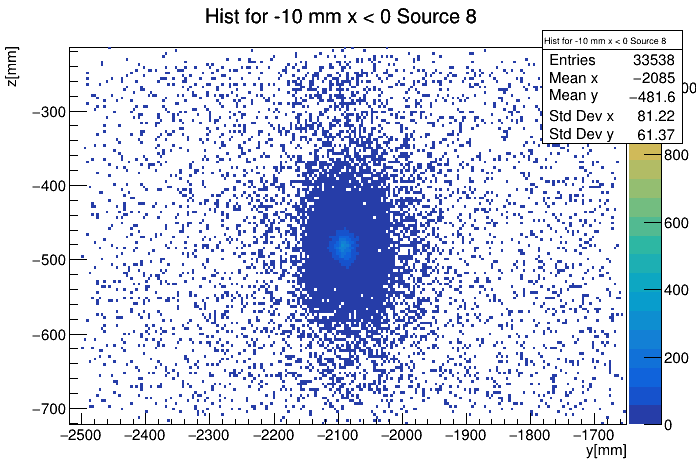 Hist for -10 mm x < 0 Source 8
z[mm]
Hist for -10 mm x < 0 Source 8
Entries 33538
Mean x −2085
Mean y −481.6
Std Dev x 81.22
Std Dev y 61.37
−300
−400
−500
−600
−700
−2500 −2400 −2300 −2200 −2100 −2000 −1900 −1800 −1700
y[mm]
800
600
400
200
0